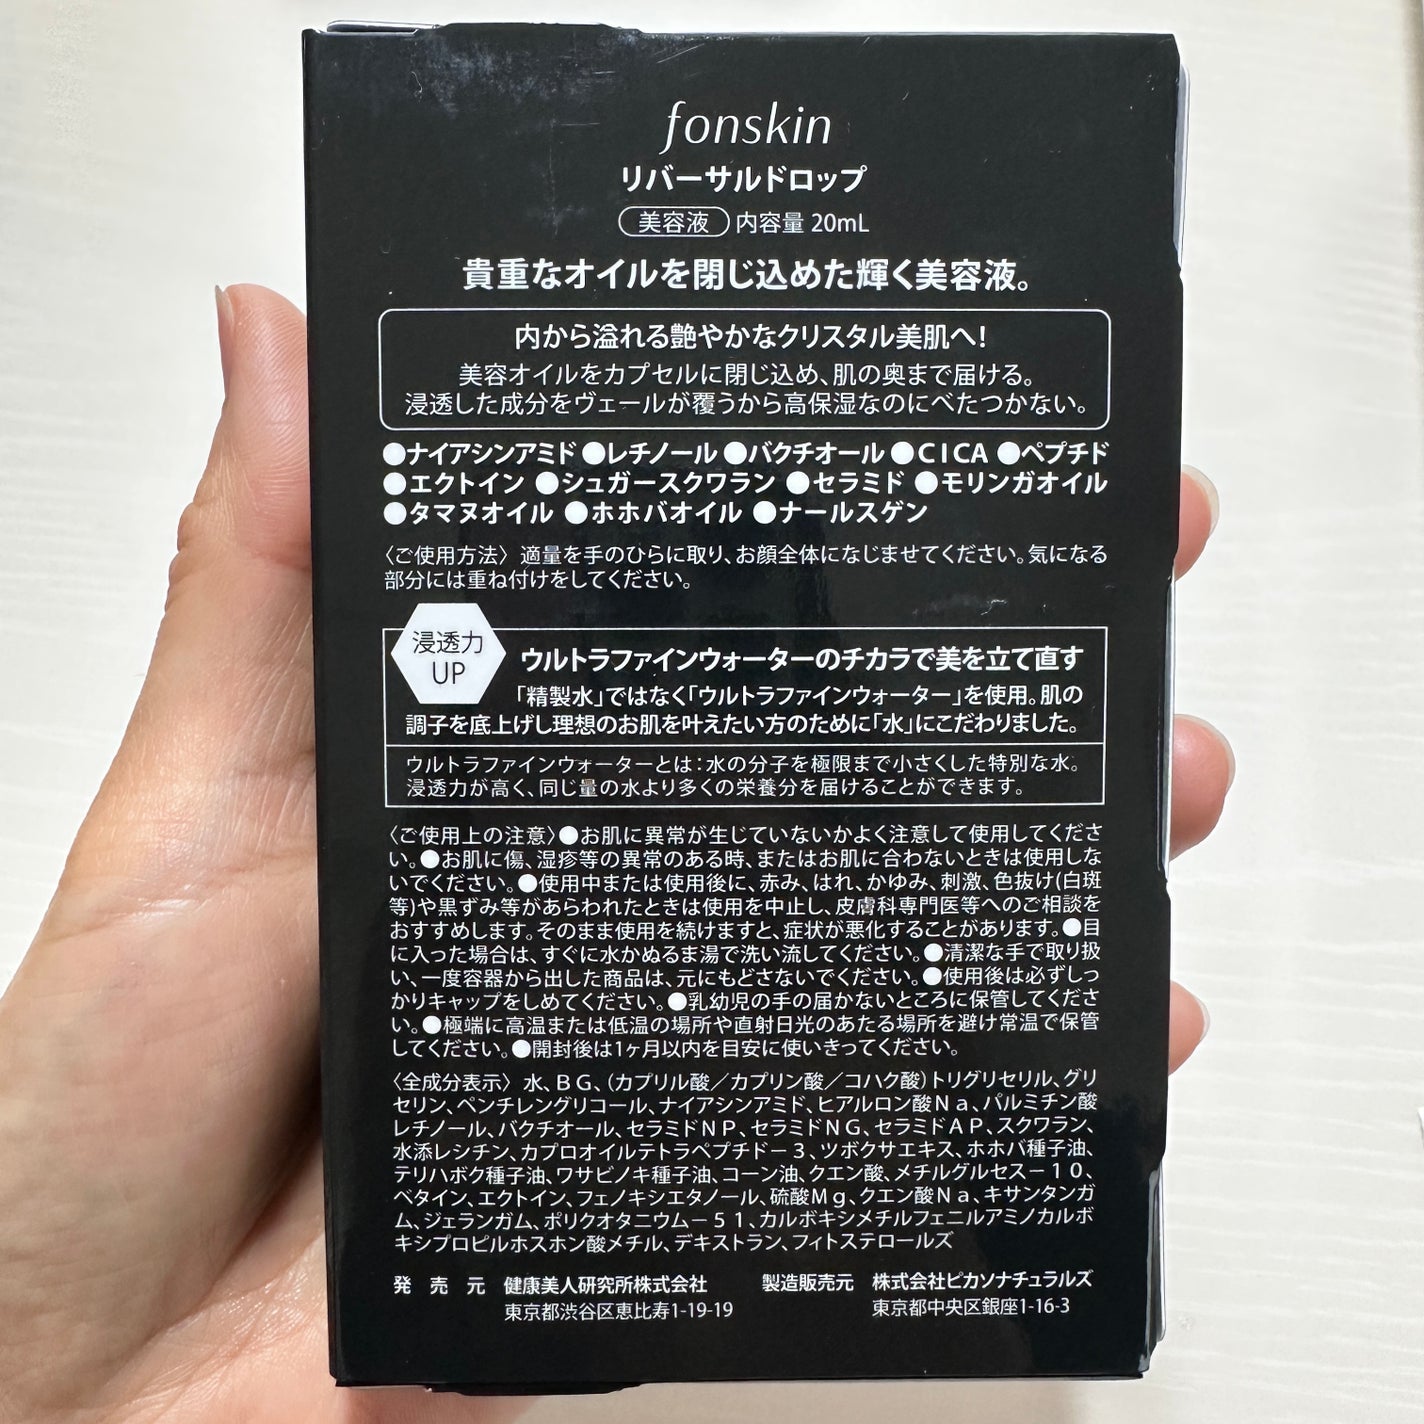 fonskin
リバーサルドロップ
美容液 内容量 20mL
貴重なオイルを閉じ込めた輝く美容液。
内から溢れる艶やかなクリスタル美肌へ!
美容オイルをカプセルに閉じ込め、肌の奥まで届ける。
浸透した成分をヴェールが覆うから高保湿なのにべたつかない。
●ナイアシンアミド ●レチノール ●バクチオール ●CICA ●ペプチド
●エクトイン ●シュガースクワラン ●セラミド ●モリンガオイル
●タマヌオイル ●ホホバオイル ●ナールスゲン
〈ご使用方法〉 適量を手のひらに取り、お顔全体になじませてください。気になる
部分には重ね付けをしてください。
浸透力
UP
ウルトラファインウォーターのチカラで美を立て直す
「精製水」ではなく「ウルトラファインウォーター」を使用。肌の
調子を底上げし理想のお肌を叶えたい方のために「水」にこだわりました。
ウルトラファインウォーターとは:水の分子を極限まで小さくした特別な水。
浸透力が高く、同じ量の水より多くの栄養分を届けることができます。
〈ご使用上の注意〉●お肌に異常が生じていないかよく注意して使用してくださ
い。●お肌に傷、湿疹等の異常のある時、またはお肌に合わないときは使用しな
いでください。●使用中または使用後に、赤み、はれ、かゆみ、刺激、色抜け(白斑
等)や黒ずみ等があらわれたときは使用を中止し、皮膚科専門医等へのご相談を
おすすめします。そのまま使用を続けますと、症状が悪化することがあります。●目
に入った場合は、すぐに水かぬるま湯で洗い流してください。●清潔な手で取り扱
い、一度容器から出した商品は、元にもどさないでください。●使用後は必ずしっ
かりキャップをしめてください。●乳幼児の手の届かないところに保管してくださ
い。●極端に高温または低温の場所や直射日光のあたる場所を避け常温で保管
してください。●開封後は1ヶ月以内を目安に使いきってください。
〈全成分表示〉 水、BG、(カプリル酸/カプリン酸/コハク酸)トリグリセリル、グリ
セリン、ペンチレングリコール、ナイアシンアミド、ヒアルロン酸Na、パルミチン酸
レチノール、バクチオール、セラミドNP、セラミドNG、セラミドAP、スクワラン、
水添レシチン、カプロオイルテトラペプチド-3、ツボクサエキス、ホホバ種子油、
テリハボク種子油、ワサビノキ種子油、コーン油、クエン酸、メチルグルセス-10、
ベタイン、エクトイン、フェノキシエタノール、硫酸Mg、クエン酸Na、キサンタンガ
ム、ジェランガム、ポリクオタニウム-51、カルボキシメチルフェニルアミノカルボ
キシプロピルホスホン酸メチル、デキストラン、フィトステロールズ
発売元 健康美人研究所株式会社 製造販売元 株式会社ピカソナチュラルズ
東京都渋谷区恵比寿1-19-19 東京都中央区銀座1-16-3